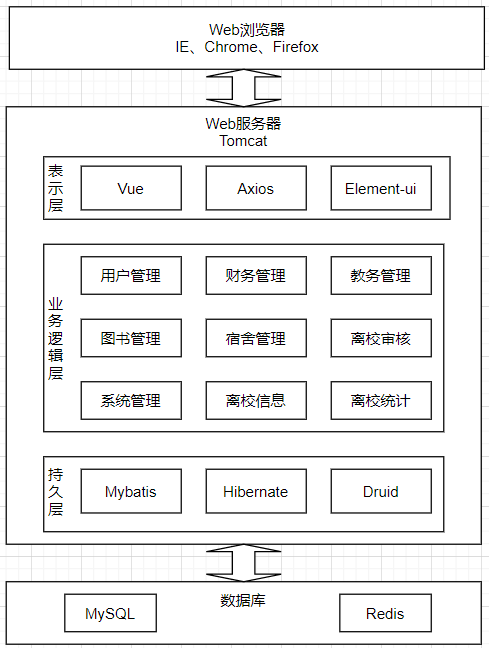 Web浏览器
IE、Chrome、Firefox
Web服务器
Tomcat
表示层
Vue
Axios
Element-ui
业务逻辑层
用户管理
财务管理
教务管理
图书管理
宿舍管理
离校审核
系统管理
离校信息
离校统计
持久层
Mybatis
Hibernate
Druid
数据库
MySQL
Redis